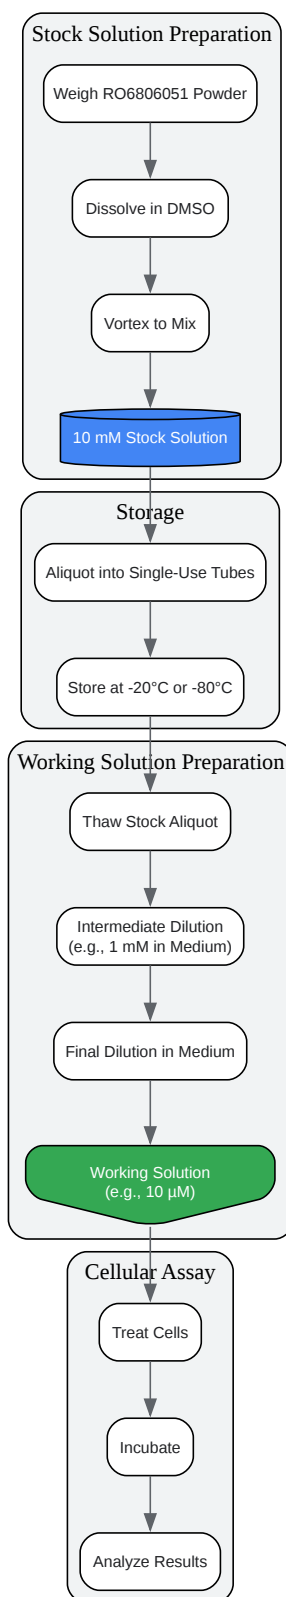 Stock Solution Preparation
Weigh RO6806051 Powder
Dissolve in DMSO
Vortex to Mix
10 mM Stock Solution
Storage
Aliquot into Single-Use Tubes
Store at -20°C or -80°C
Working Solution Preparation
Thaw Stock Aliquot
Intermediate Dilution
(e.g., 1 mM in Medium)
Final Dilution in Medium
Working Solution
(e.g., 10 µM)
Cellular Assay
Treat Cells
Incubate
Analyze Results